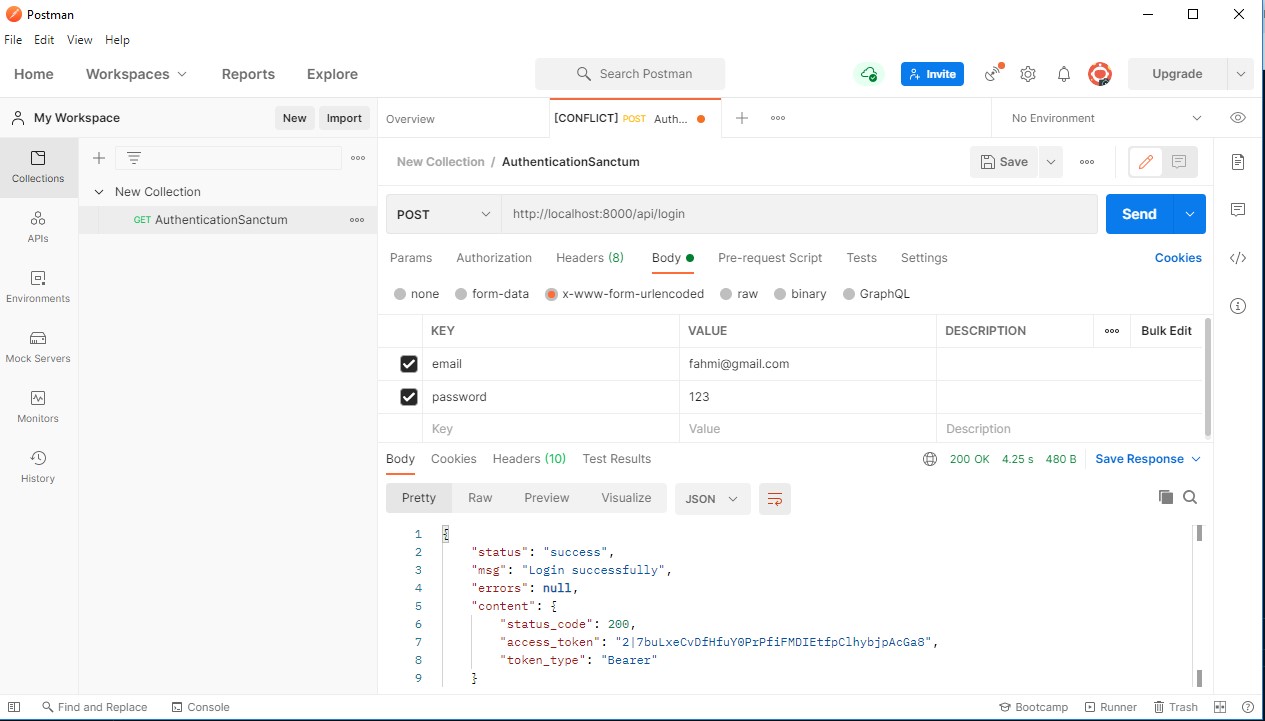 Postman
File Edit View Help
Home Workspaces Reports Explore Search Postman Invite Upgrade
My Workspace New Import Overview [CONFLICT] POST Auth... No Environment
Collections
APIs
Environments
Mock Servers
Monitors
History
New Collection
GET AuthenticationSanctum
New Collection / AuthenticationSanctum Save
POST http://localhost:8000/api/login Send
Params Authorization Headers (8) Body Pre-request Script Tests Settings Cookies
none form-data x-www-form-urlencoded raw binary GraphQL
KEY VALUE DESCRIPTION Bulk Edit
email fahmi@gmail.com
password 123
Key Value Description
Body Cookies Headers (10) Test Results 200 OK 4.25 s 480 B Save Response
Pretty Raw Preview Visualize JSON
1 {
2 "status": "success",
3 "msg": "Login successfully",
4 "errors": null,
5 "content": {
6 "status_code": 200,
7 "access_token": "2|7buLxeCvDfHfuY0PrPfiFMDIEtfpClhybjpAcGa8",
8 "token_type": "Bearer"
9 }
Find and Replace Console Bootcamp Runner Trash